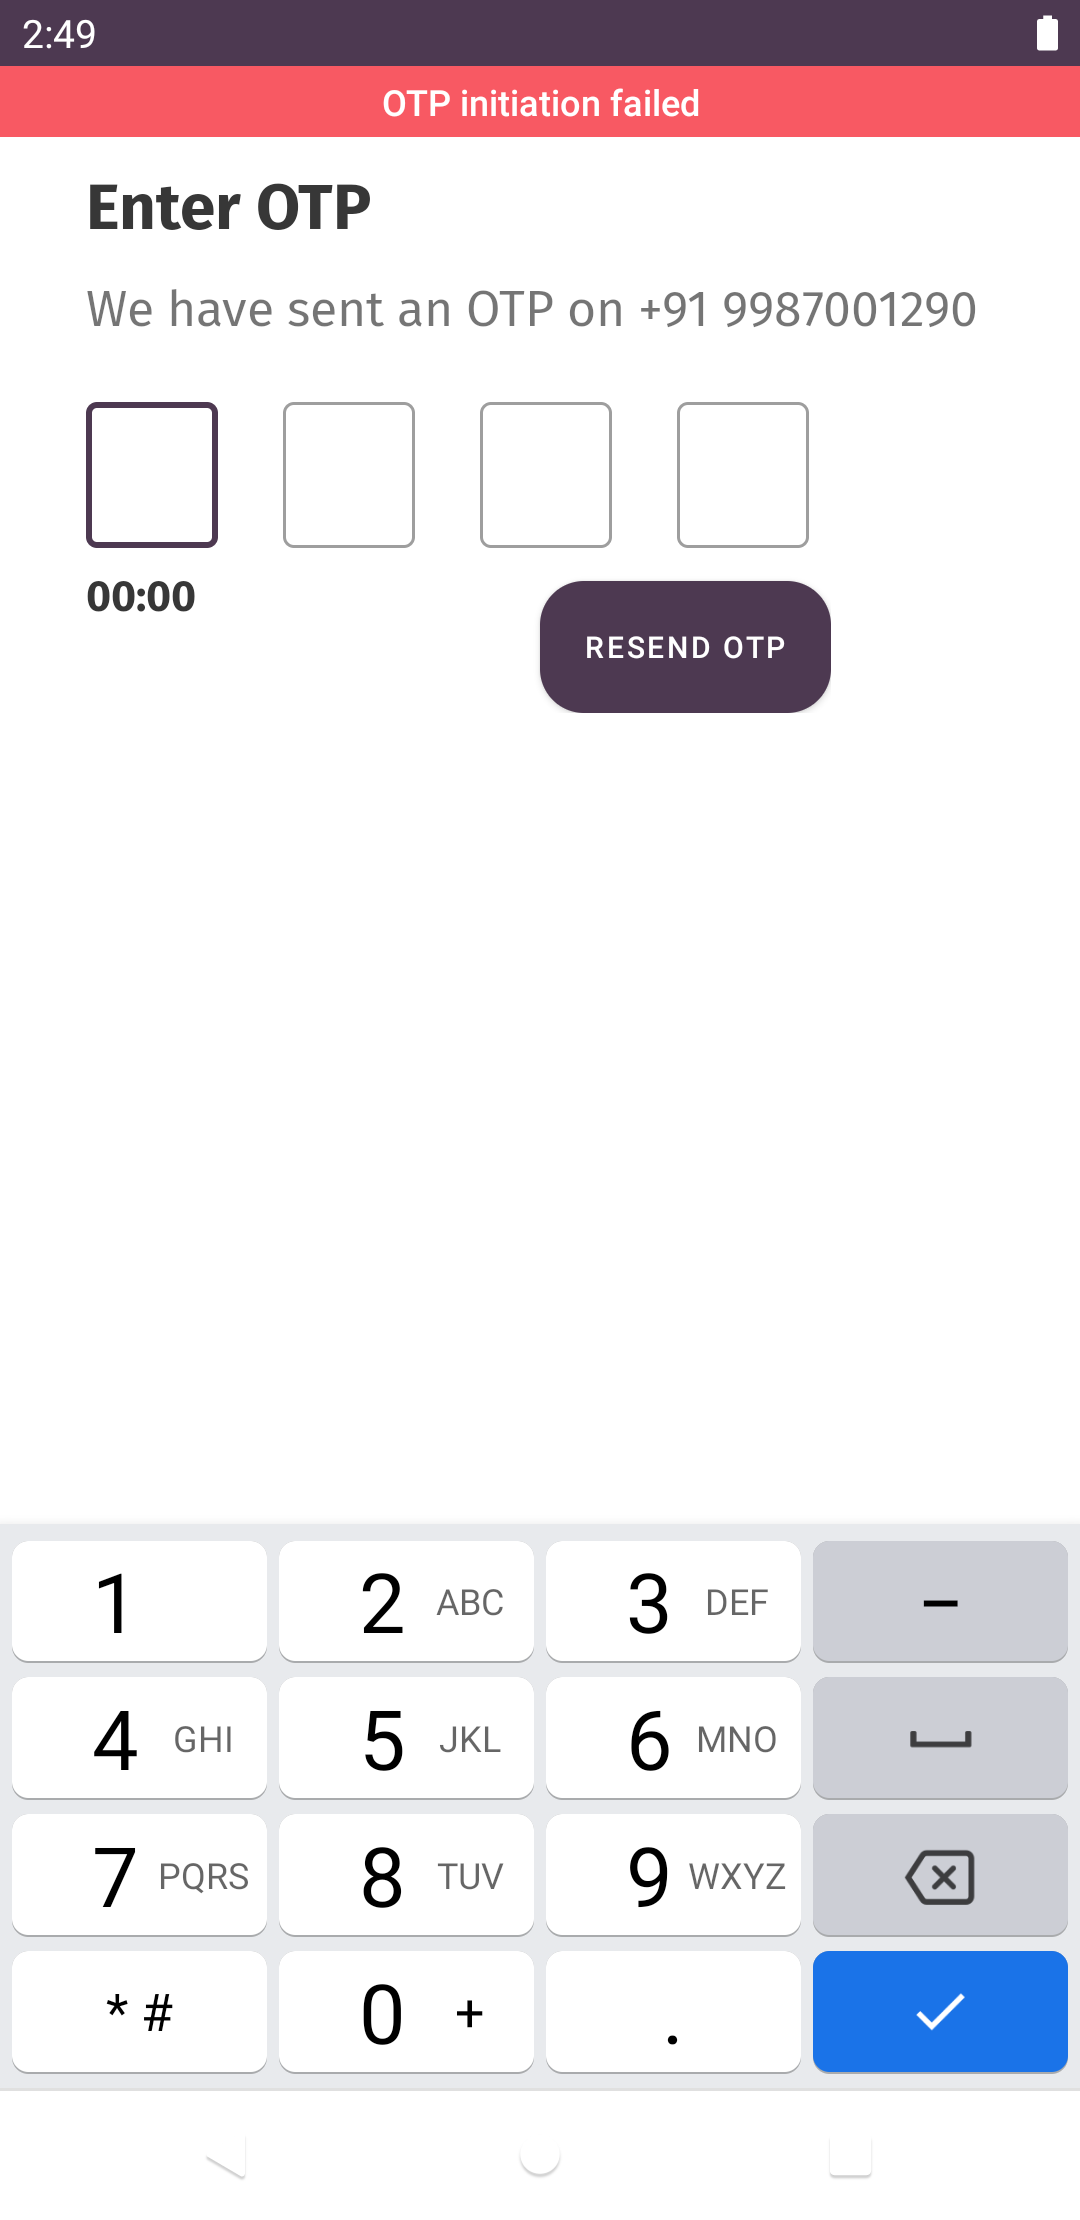 2:49
OTP initiation failed
Enter OTP
We have sent an OTP on +91 9987001290
00:00
RESEND OTP
1
2 ABC
3 DEF
–
4 GHI
5 JKL
6 MNO
7 PQRS
8 TUV
9 WXYZ
* #
0 +
.